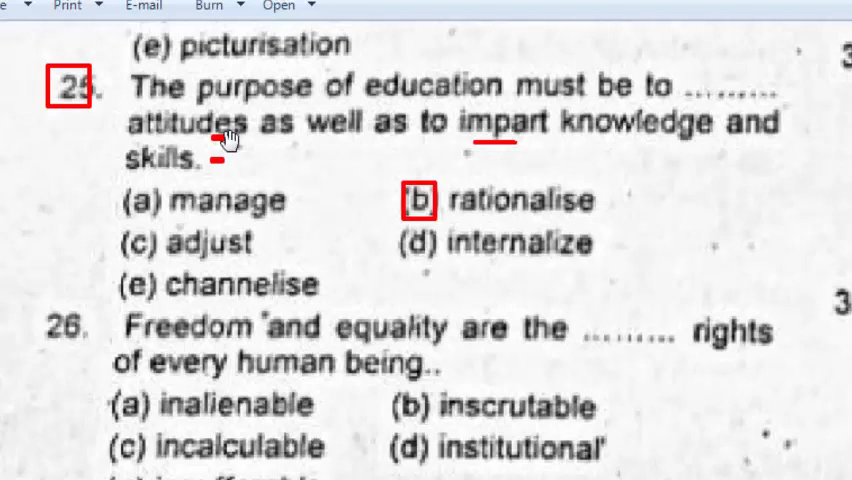 Print Burn Open
E-mail
(e) picturisation
25. The purpose of education must be to ..........
attitudes as well as to impart knowledge and
skills.
(a) manage (b) rationalise
(c) adjust (d) internalize
(e) channelise
26. Freedom and equality are the .......... rights
of every human being..
(a) inalienable (b) inscrutable
(c) incalculable (d) institutional
3
3